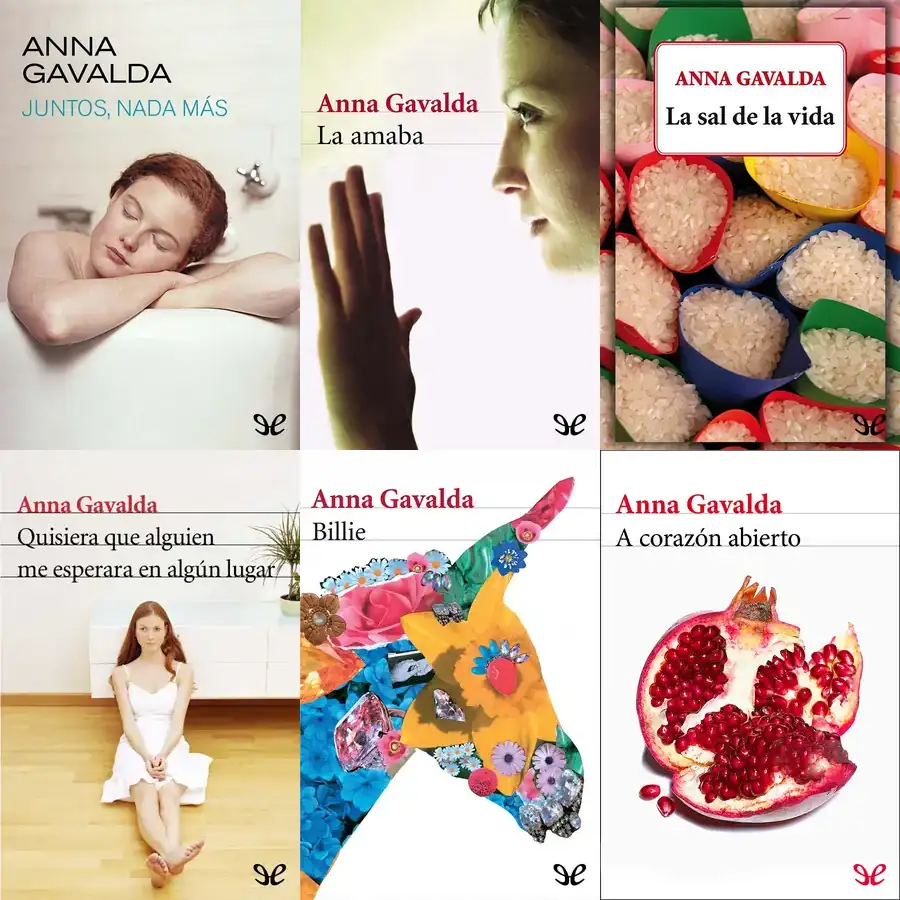 ANNA
GAVALDA
JUNTOS, NADA MÁS
Anna Gavalda
La amaba
ANNA GAVALDA
La sal de la vida
Anna Gavalda
Quisiera que alguien
me esperara en algún lugar
Anna Gavalda
Billie
Anna Gavalda
A corazón abierto